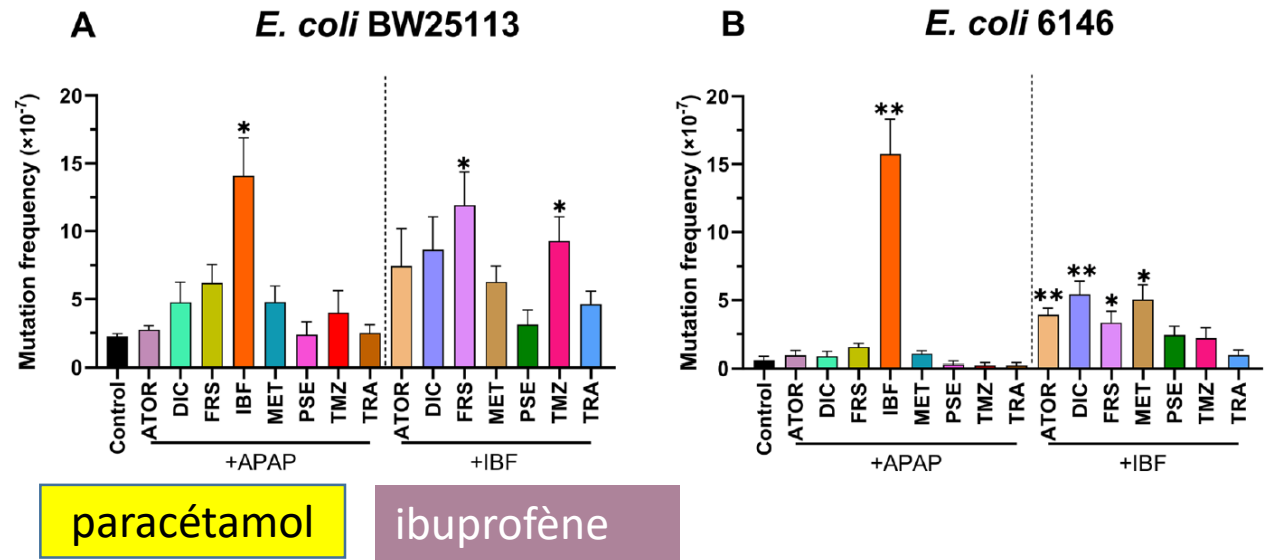 A
E. coli BW25113
Mutation frequency (×10⁻⁷)
20
15
10
5
0
*
*
*
Control
ATOR
DIC
FRS
IBF
MET
PSE
TMZ
TRA
ATOR
DIC
FRS
MET
PSE
TMZ
TRA
+APAP
+IBF
B
E. coli 6146
Mutation frequency (×10⁻⁷)
20
15
10
5
0
**
**
**
*
*
Control
ATOR
DIC
FRS
IBF
MET
PSE
TMZ
TRA
ATOR
DIC
FRS
MET
PSE
TMZ
TRA
+APAP
+IBF
paracétamol
ibuprofène